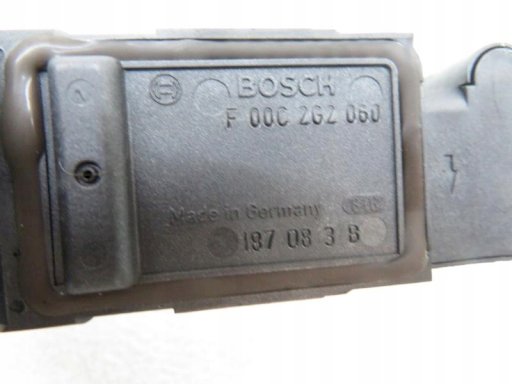 BOSCH
F 00C 2G2 060
Made in Germany
187 08 3 B